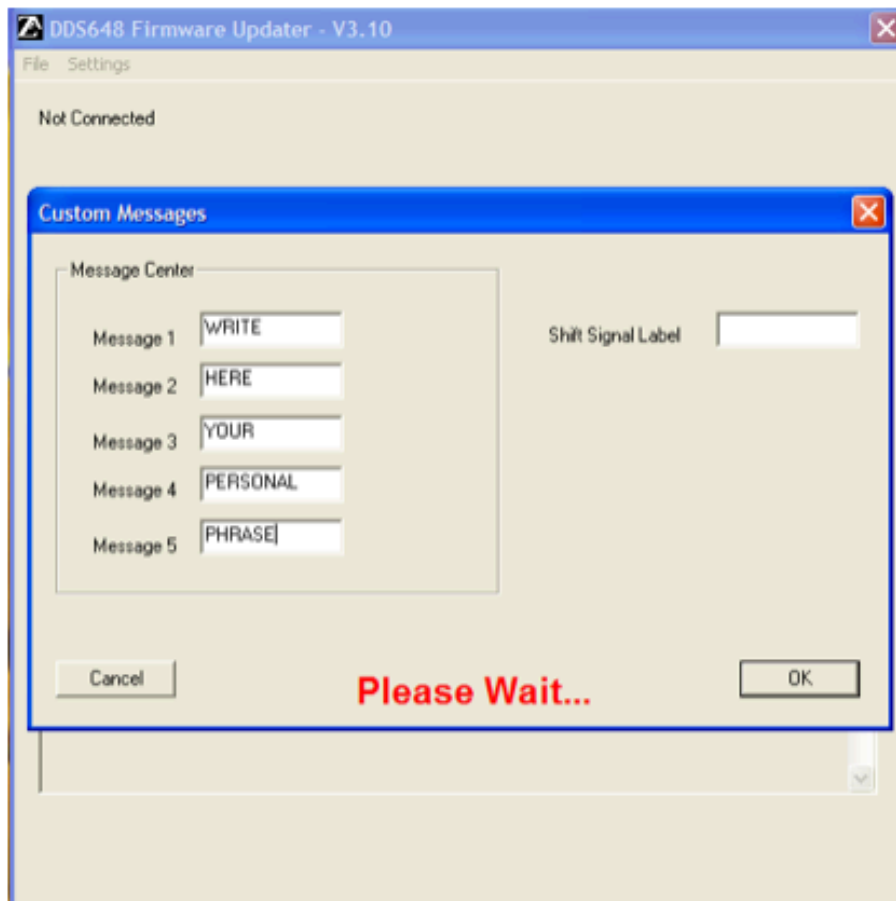 DDS648 Firmware Updater - V3.10
File Settings
Not Connected
Custom Messages
Message Center
Message 1 WRITE Shift Signal Label
Message 2 HERE
Message 3 YOUR
Message 4 PERSONAL
Message 5 PHRASE
Cancel Please Wait... OK